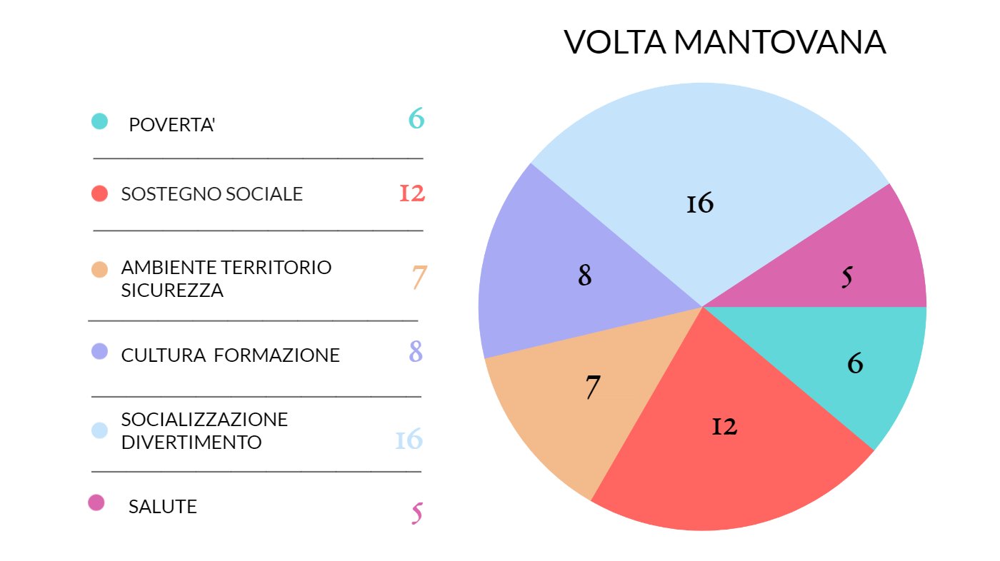 VOLTA MANTOVANA
POVERTA' 6
SOSTEGNO SOCIALE 12
AMBIENTE TERRITORIO
SICUREZZA 7
CULTURA FORMAZIONE 8
SOCIALIZZAZIONE
DIVERTIMENTO 16
SALUTE 5
16
8
5
6
7
12